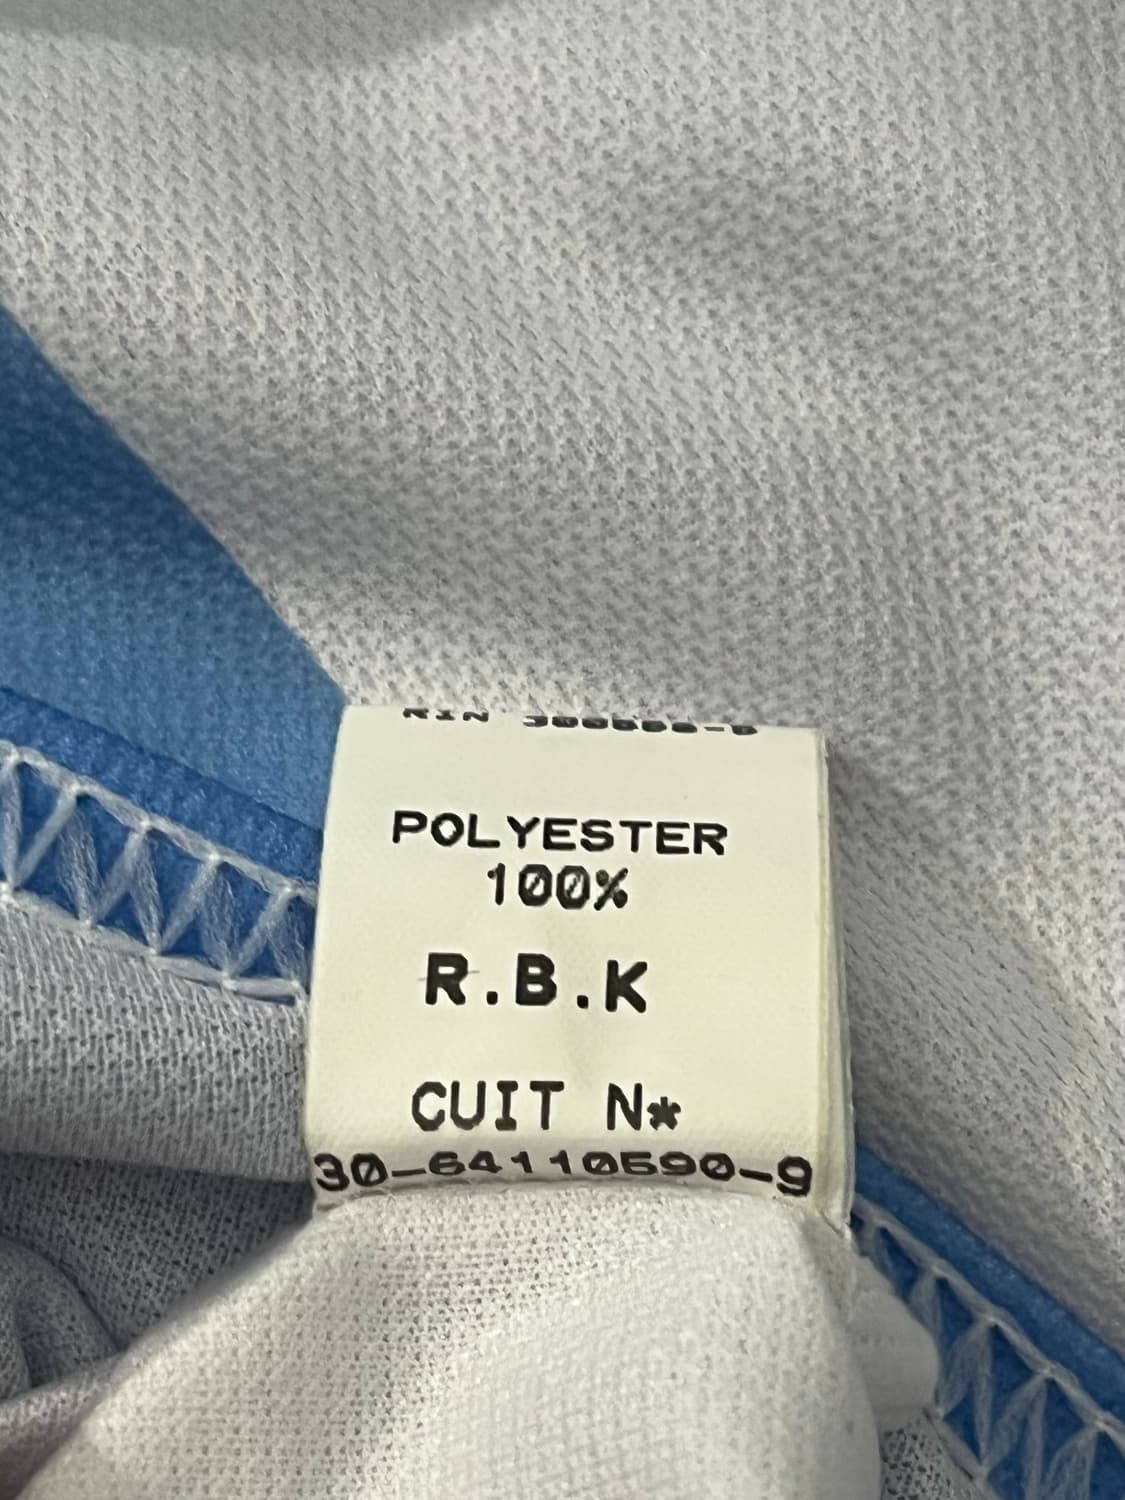 POLYESTER
100%
R.B.K
CUIT N*
30-64110590-9